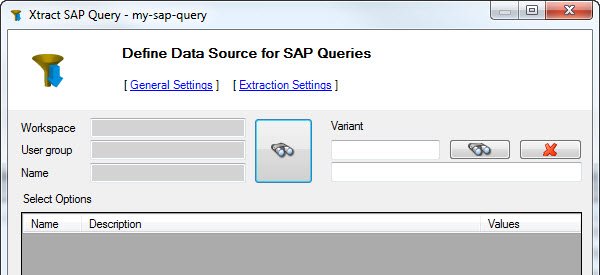 Xtract SAP Query - my-sap-query
Define Data Source for SAP Queries
[ General Settings ] [ Extraction Settings ]
Workspace
User group
Name
Variant
Select Options
Name Description Values